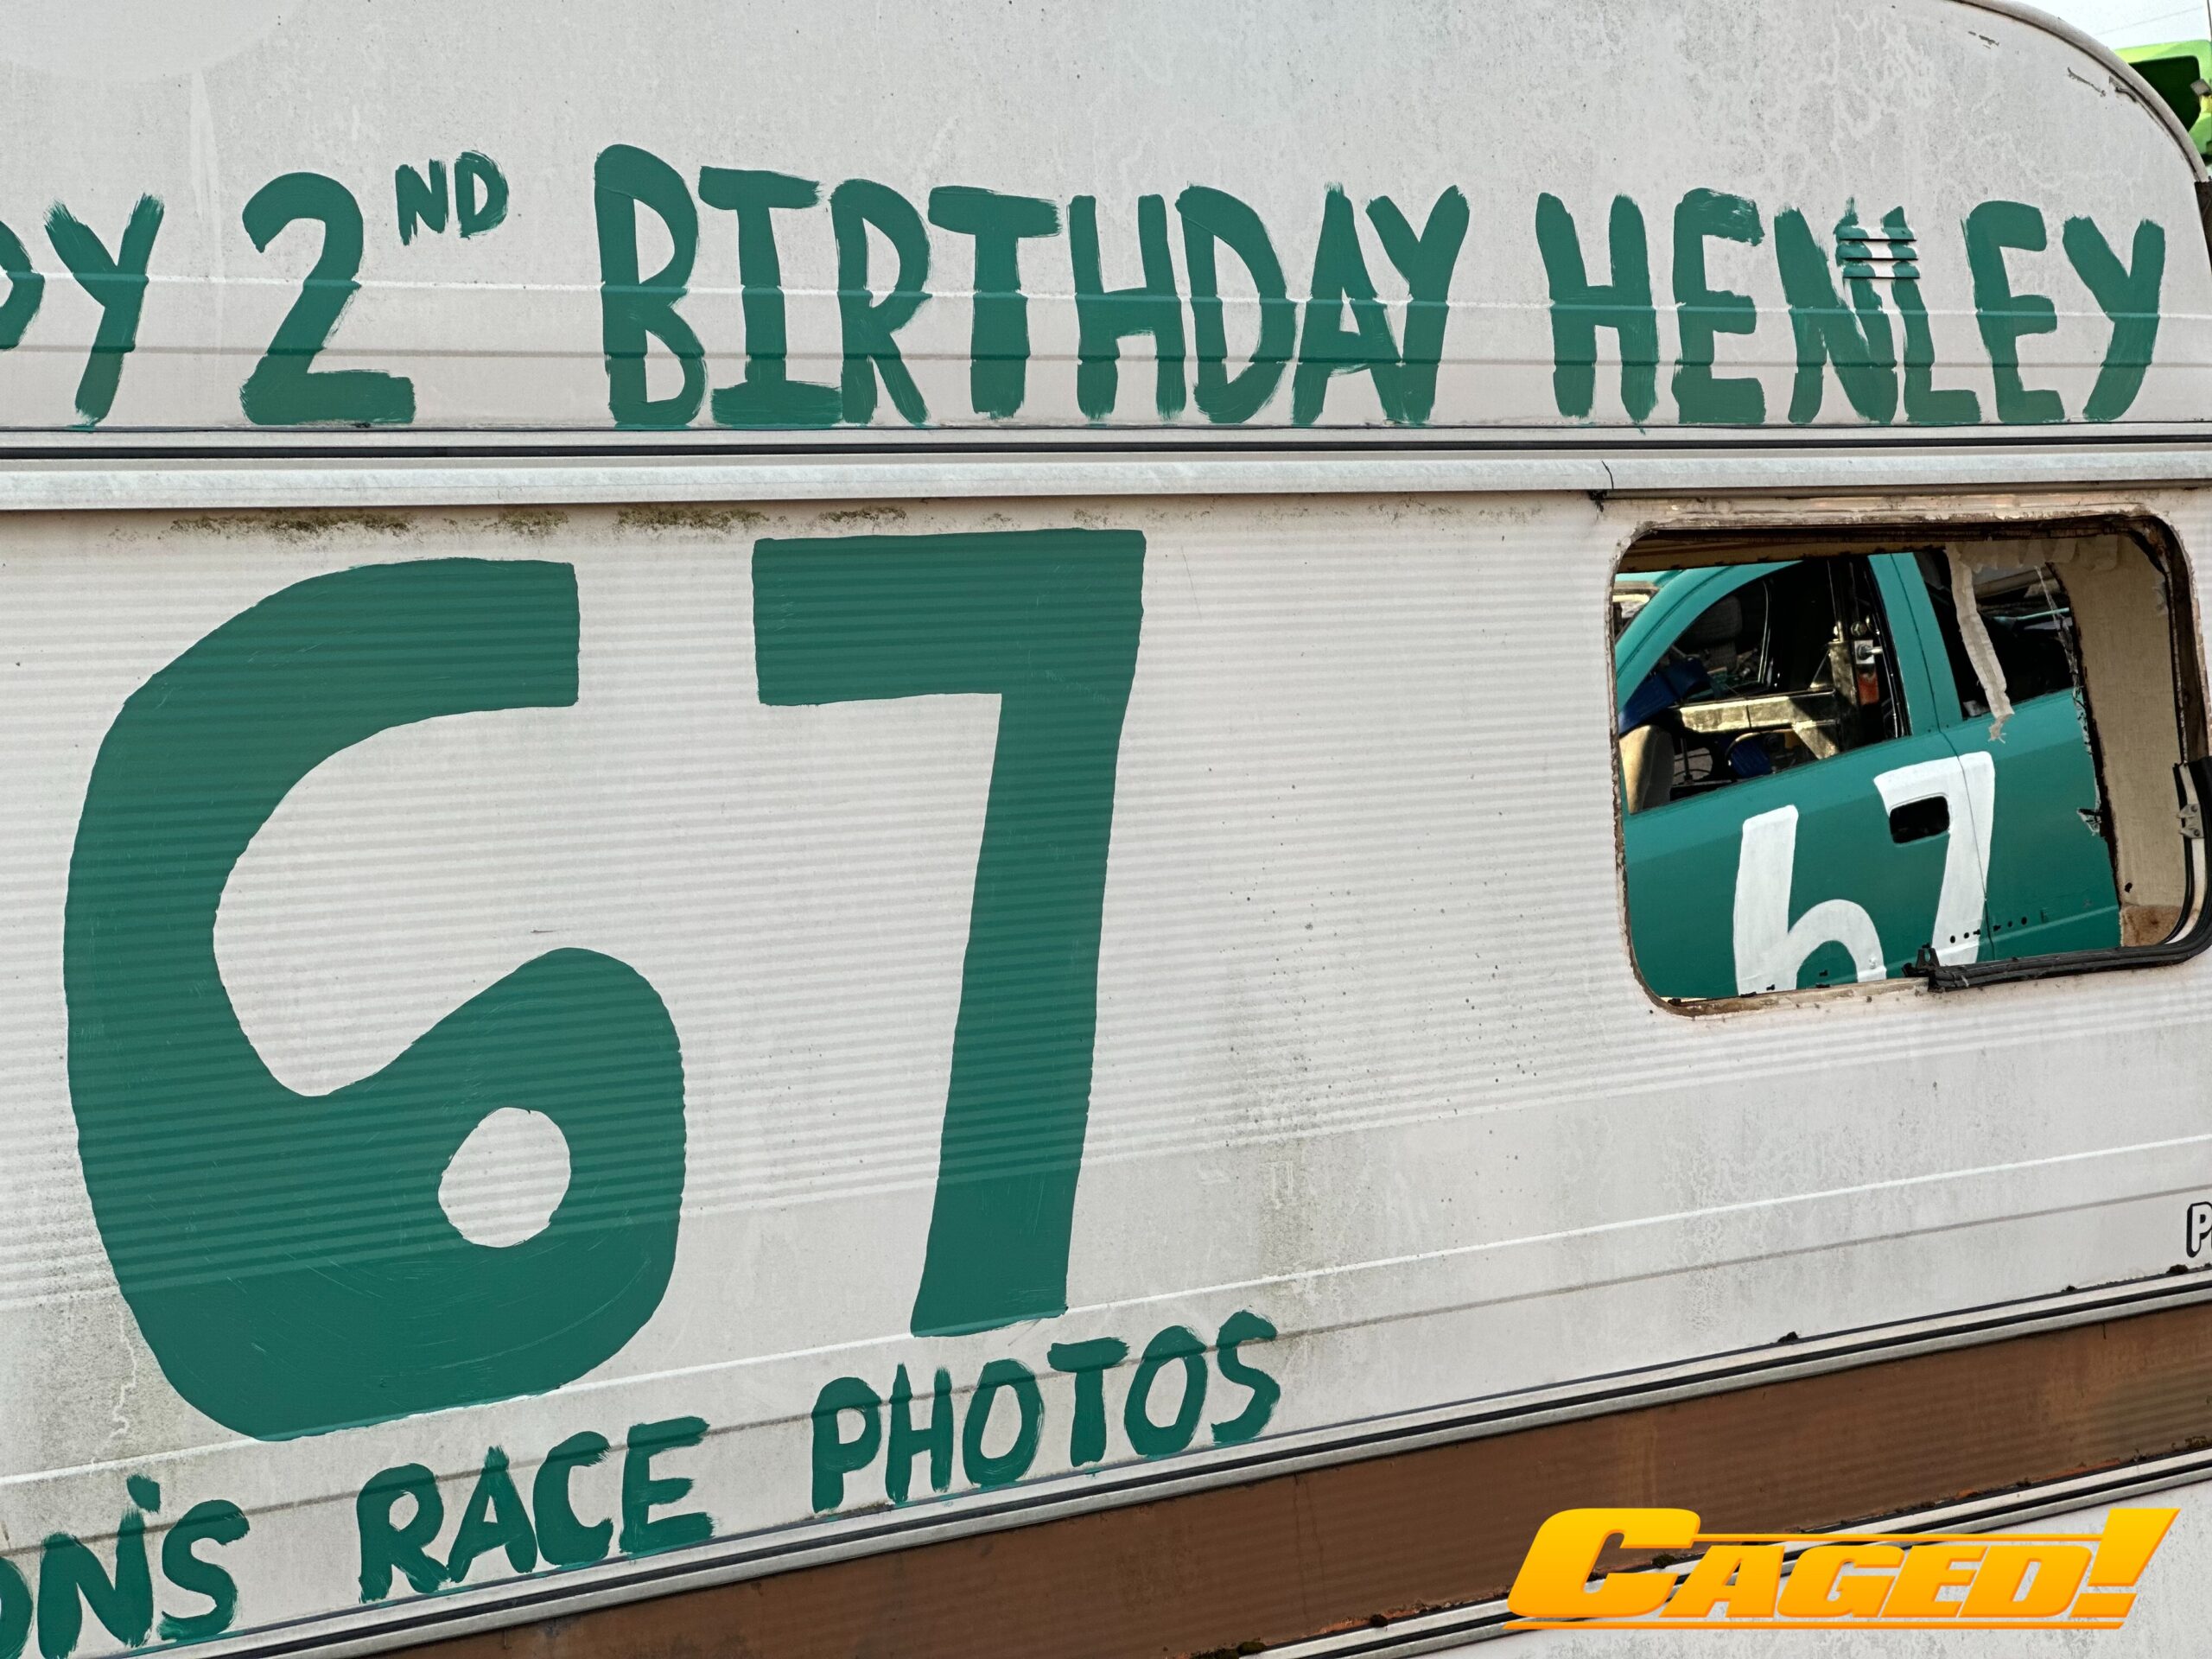 PY 2ND BIRTHDAY HENLEY
67
67
ON'S RACE PHOTOS
CAGED!